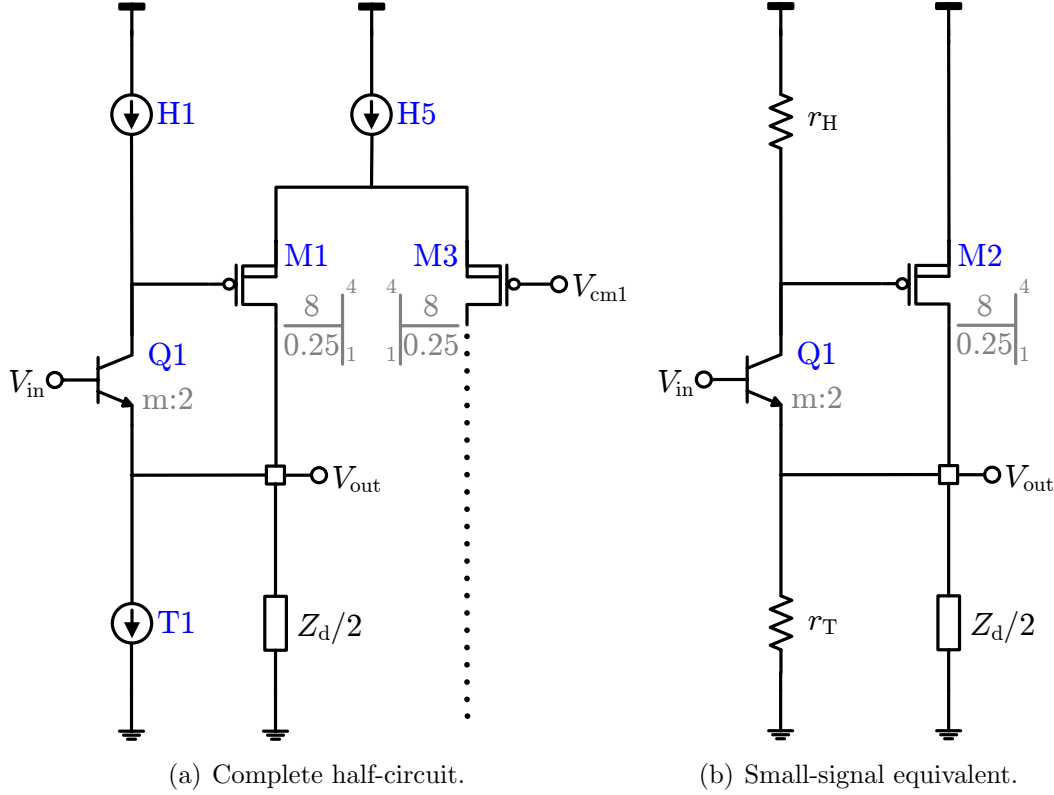 H1
H5
r_H
M1
M3
M2
8
0.25
4
1
4
1
8
0.25
V_cm1
8
0.25
4
1
Q1
V_in
m:2
Q1
V_in
m:2
V_out
V_out
T1
Z_d/2
r_T
Z_d/2
(a) Complete half-circuit.
(b) Small-signal equivalent.